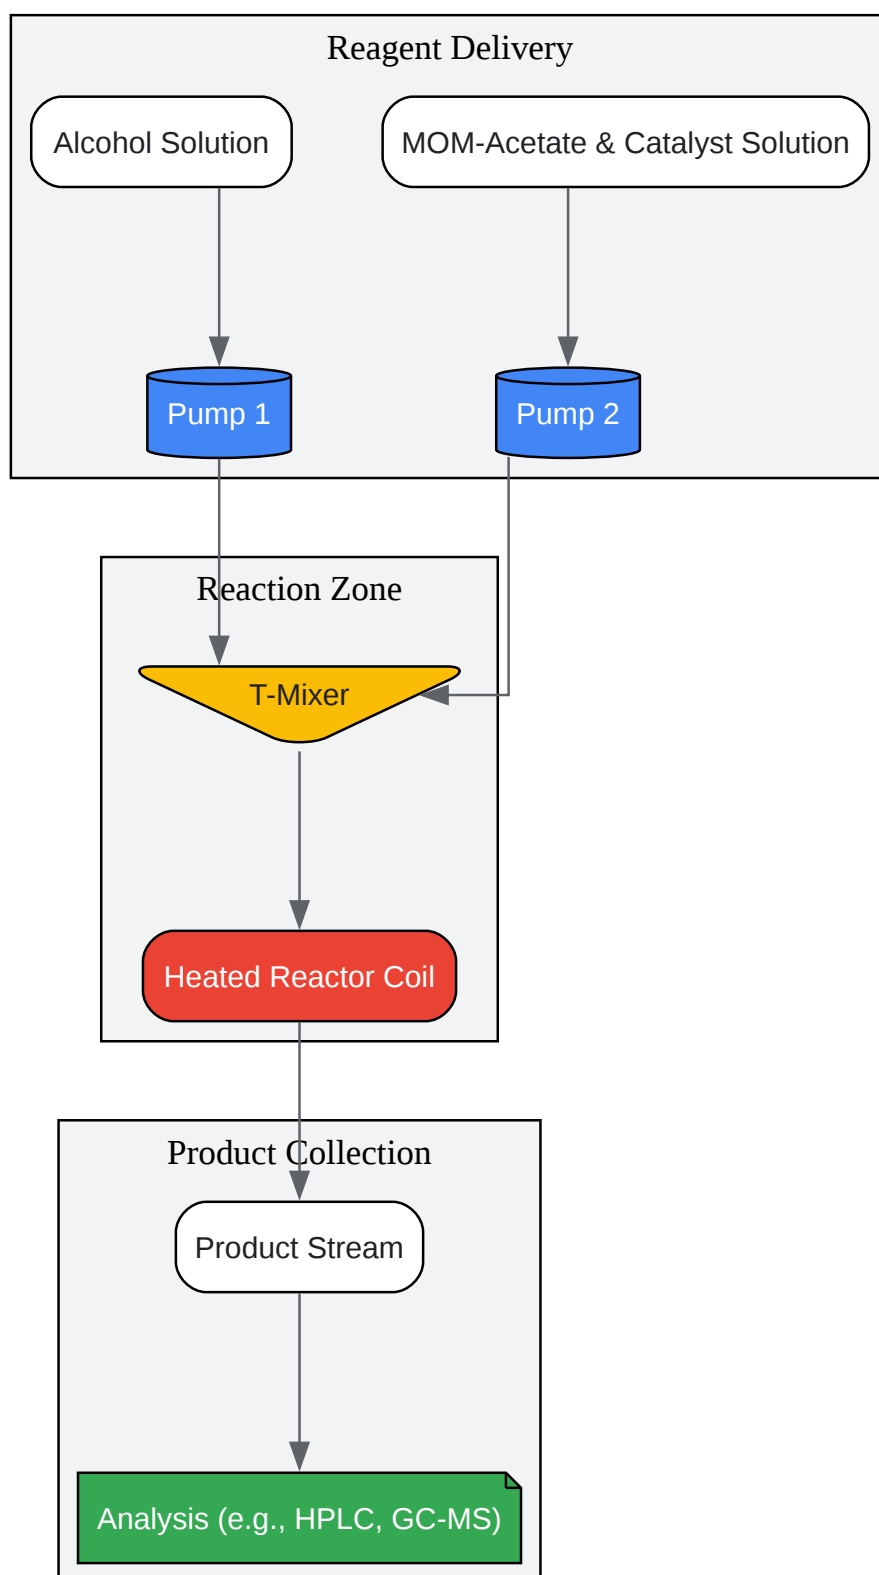 Reagent Delivery
Alcohol Solution
MOM-Acetate & Catalyst Solution
Pump 1
Pump 2
Reaction Zone
T-Mixer
Heated Reactor Coil
Product Collection
Product Stream
Analysis (e.g., HPLC, GC-MS)